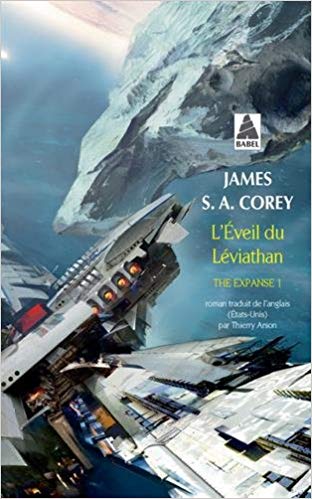 BABEL
JAMES
S. A. COREY
L'Éveil du
Léviathan
THE EXPANSE 1
roman traduit de l'anglais
(États-Unis)
par Thierry Arson